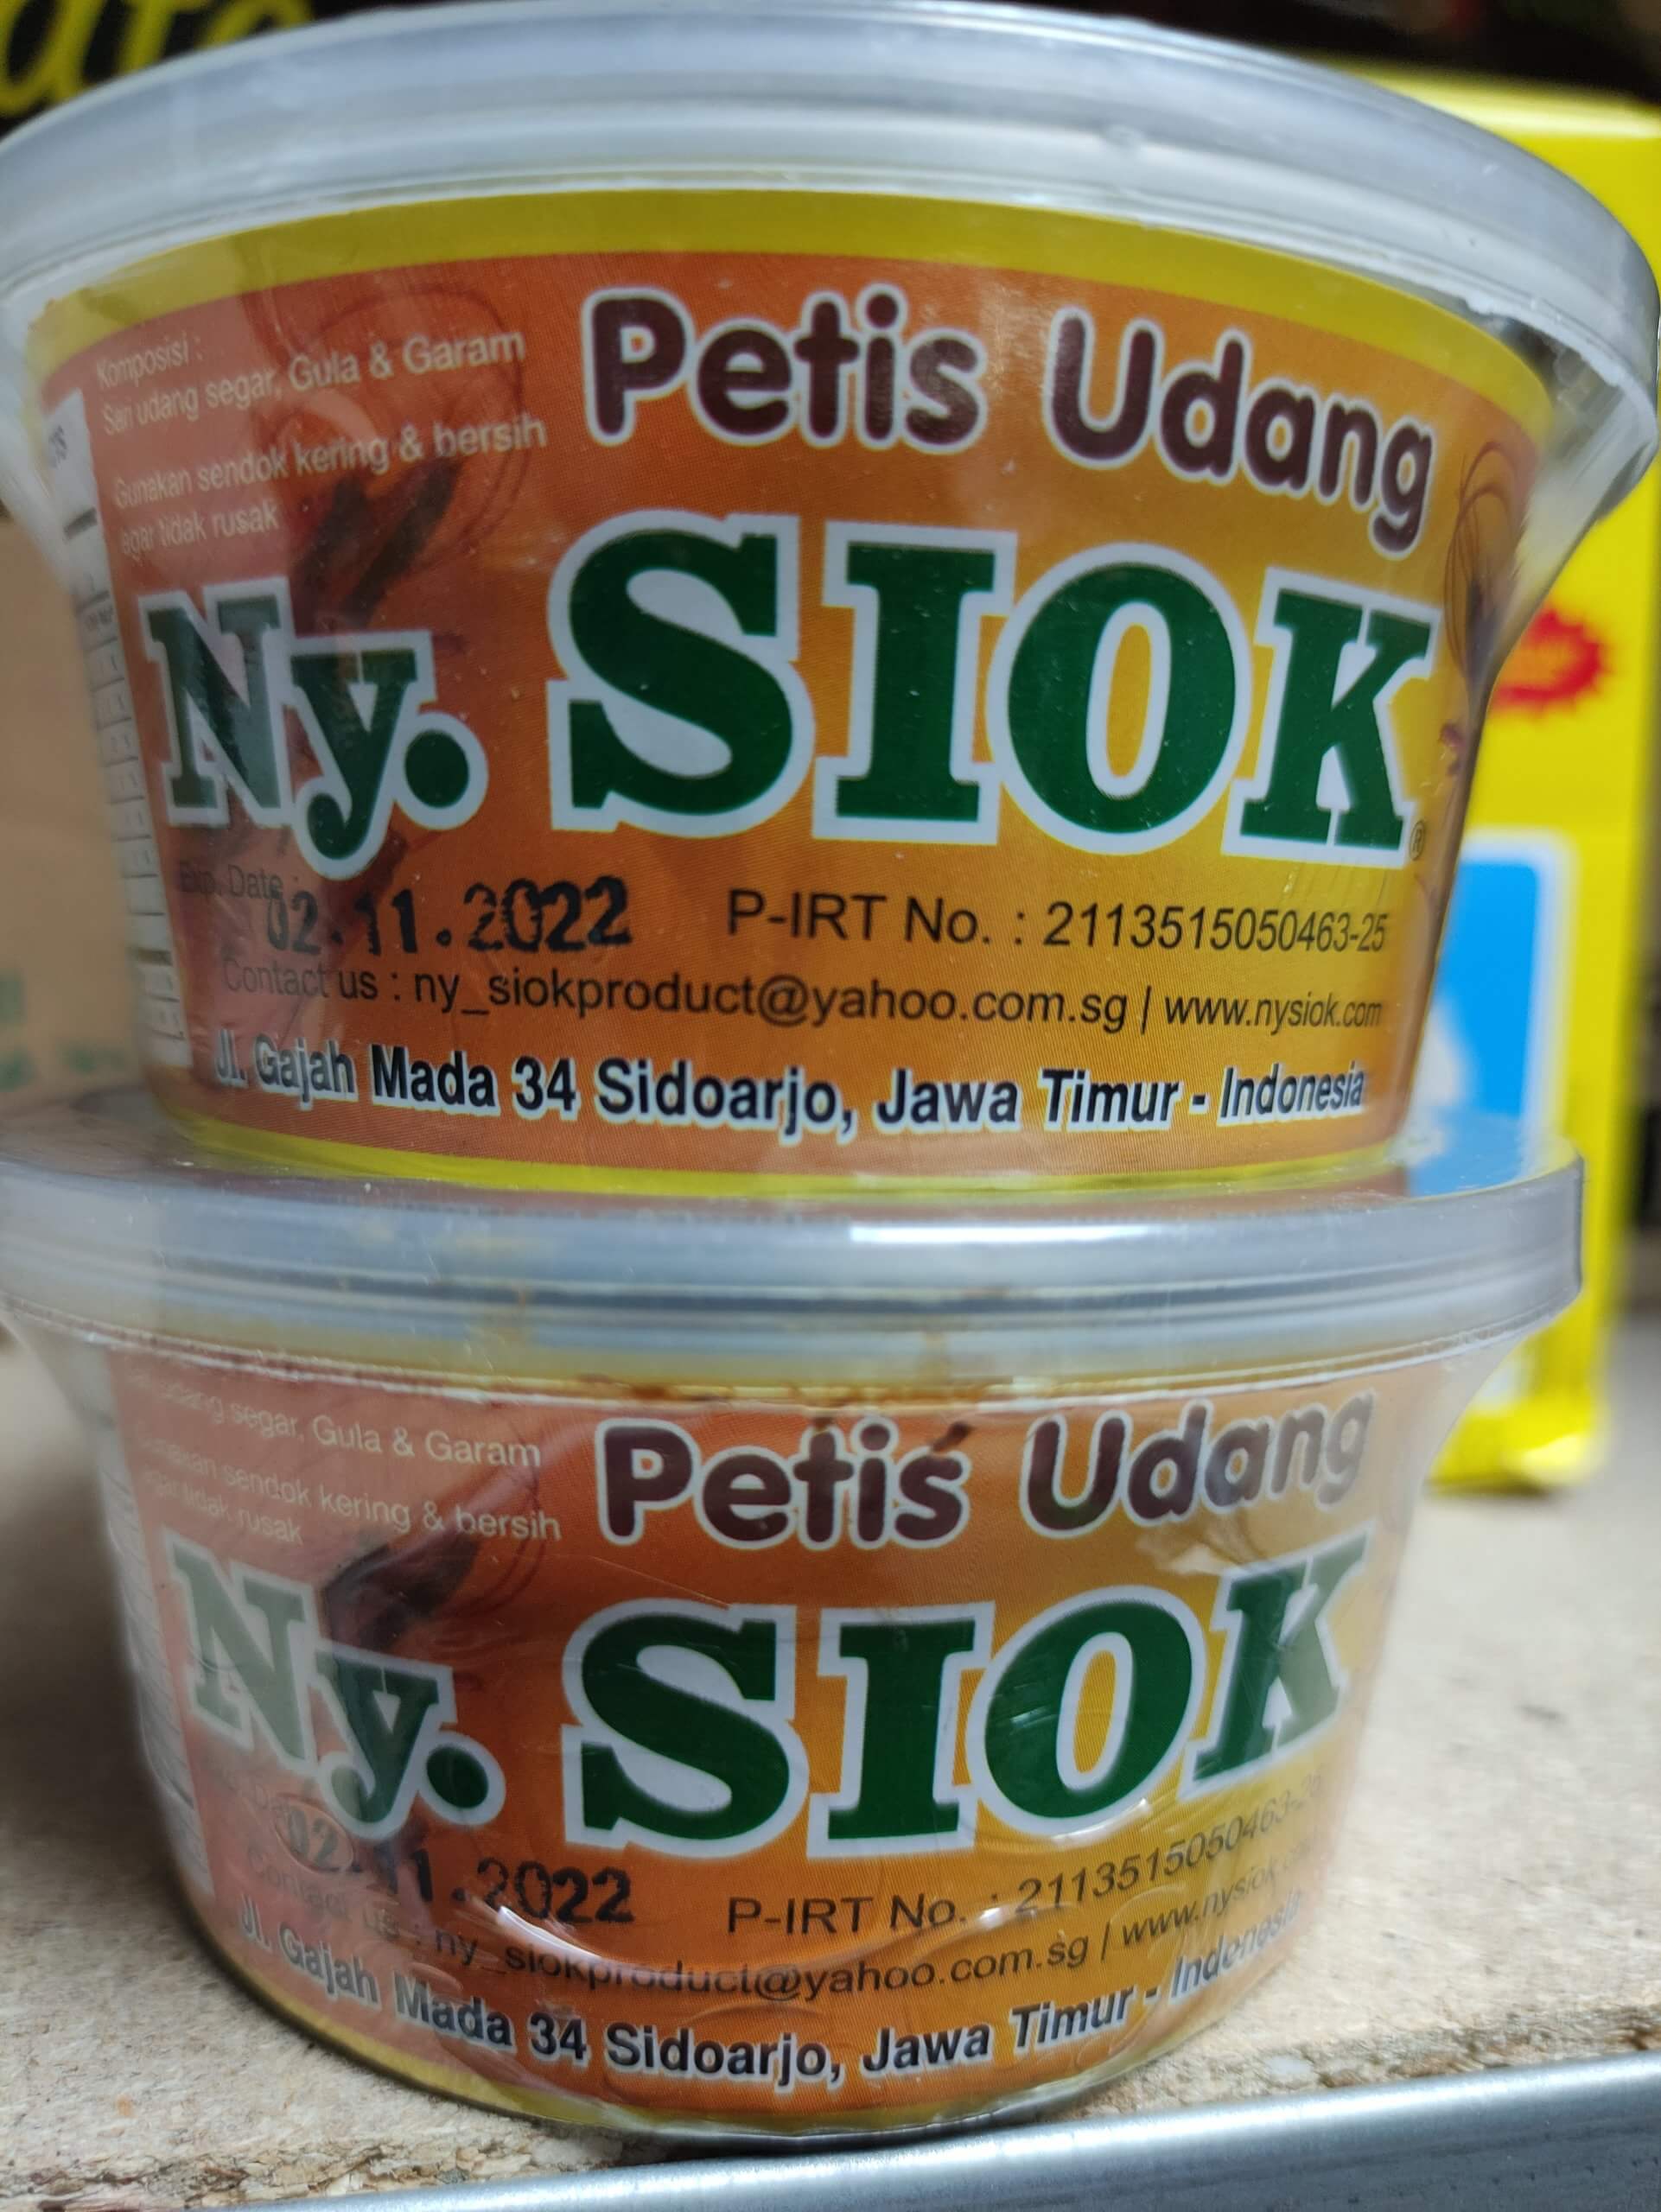 Komposisi :
Sari udang segar, Gula & Garam
Gunakan sendok kering & bersih
agar tidak rusak
Petis Udang
Ny. SIOK®
Exp. Date :
02.11.2022
P-IRT No. : 2113515050463-25
Contact us : ny_siokproduct@yahoo.com.sg | www.nysiok.com
Jl. Gajah Mada 34 Sidoarjo, Jawa Timur - Indonesia
udang segar, Gula & Garam
sendok kering & bersih
agar tidak rusak
Petis Udang
Ny. SIOK
02.11.2022
P-IRT No. : 2113515050463-
Contact us : ny_siokproduct@yahoo.com.sg | www.nysiok.
Jl. Gajah Mada 34 Sidoarjo, Jawa Timur - Indonesia